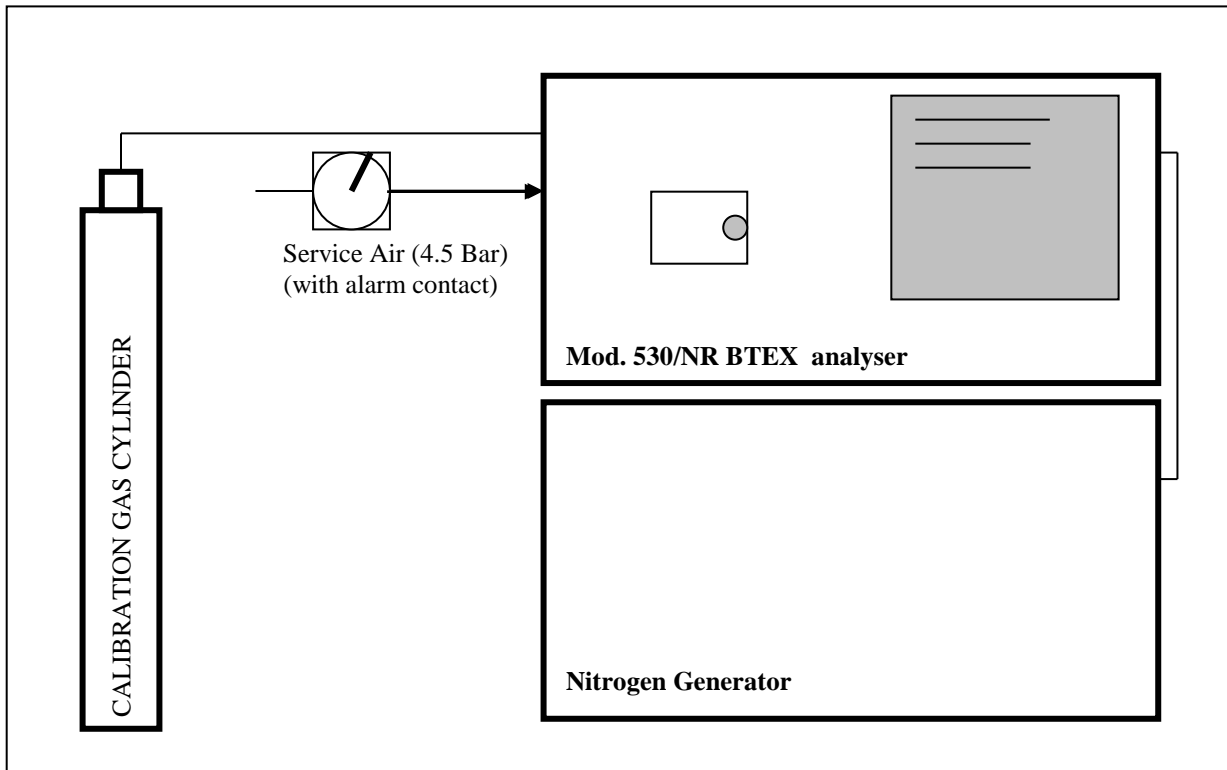 Service Air (4.5 Bar)
(with alarm contact)
CALIBRATION GAS CYLINDER
Mod. 530/NR BTEX analyser
Nitrogen Generator